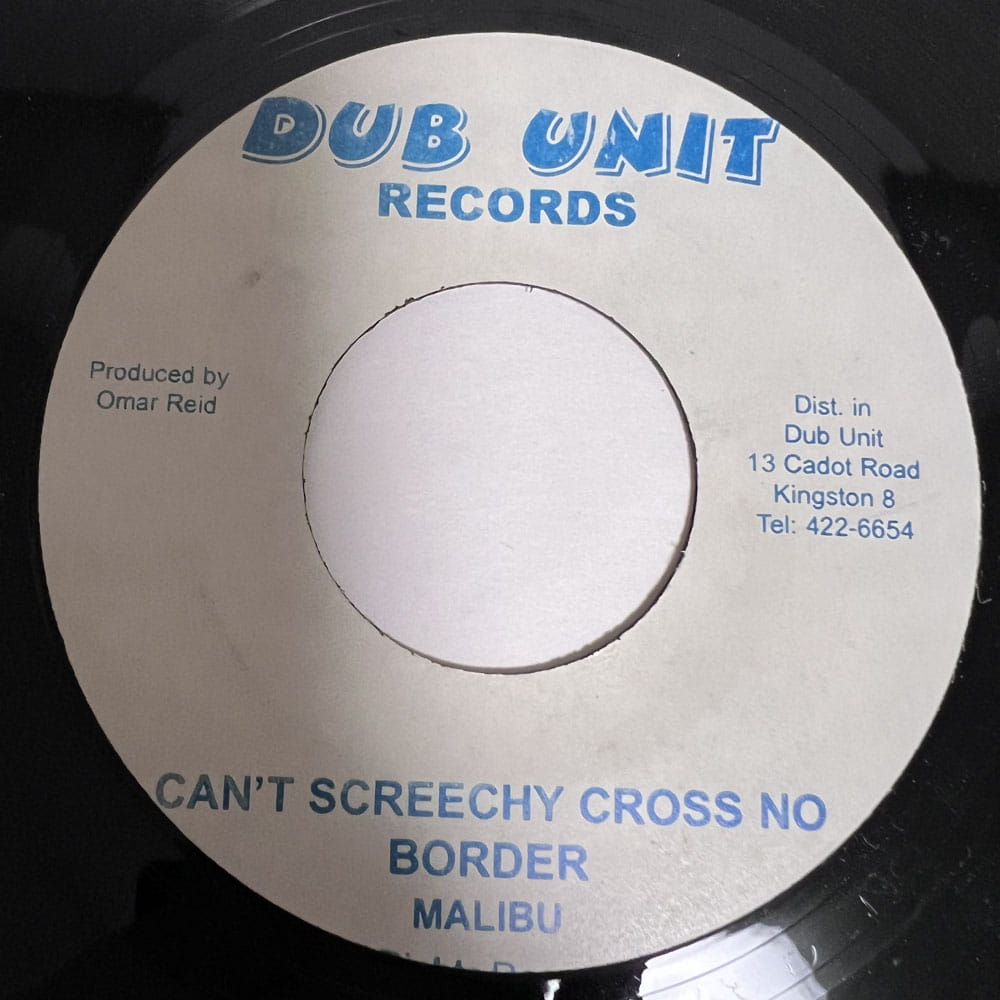 DUB UNIT
RECORDS
Produced by
Omar Reid
Dist. in
Dub Unit
13 Cadot Road
Kingston 8
Tel: 422-6654
CAN'T SCREECHY CROSS NO
BORDER
MALIBU